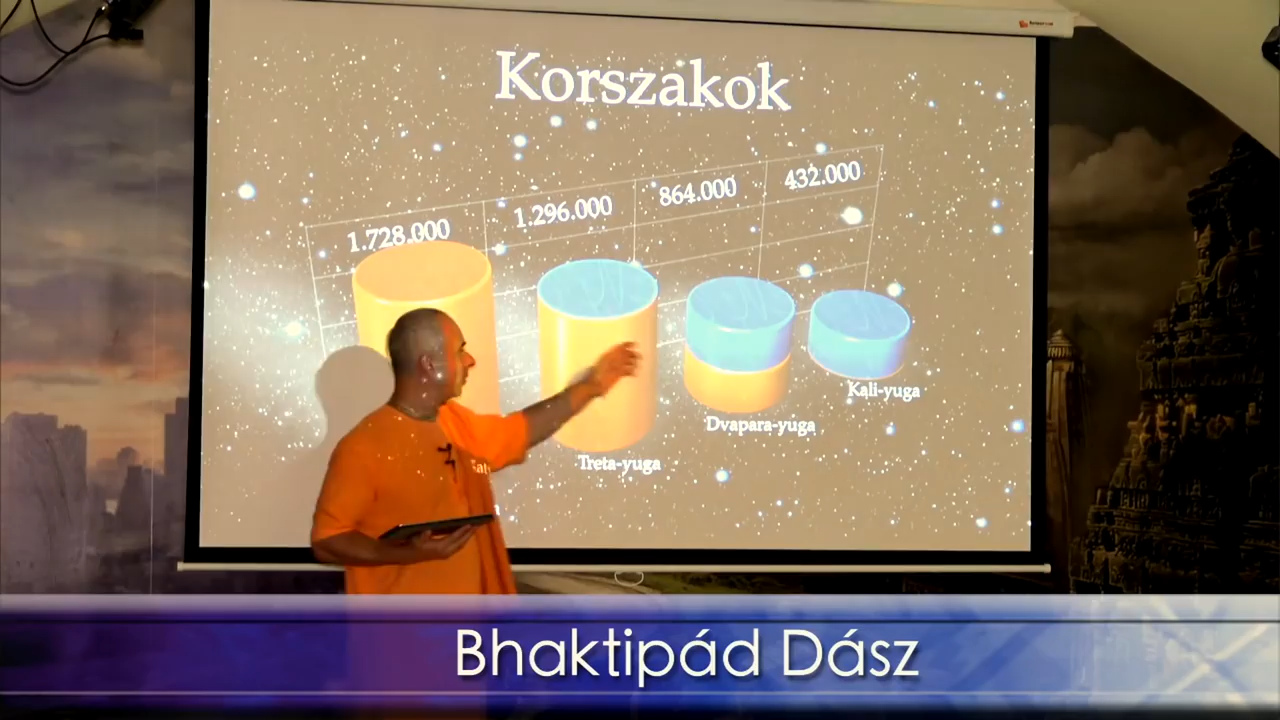 Korszakok
1.728.000
1.296.000
864.000
432.000
Kali-yuga
Dvapara-yuga
Treta-yuga
Bhaktipád Dász